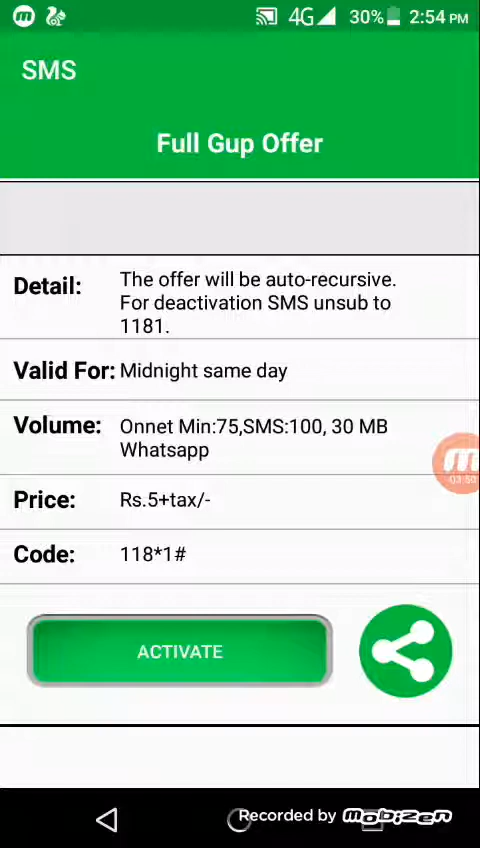 4G 30% 2:54 PM
SMS
Full Gup Offer
Detail: The offer will be auto-recursive.
For deactivation SMS unsub to
1181.
Valid For: Midnight same day
Volume: Onnet Min:75,SMS:100, 30 MB
Whatsapp
03:50
Price: Rs.5+tax/-
Code: 118*1#
ACTIVATE
Recorded by MOBIZEN